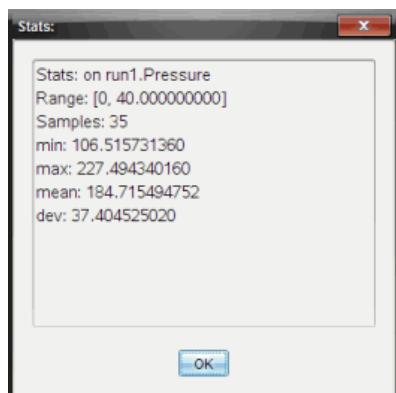 Stats:
Stats: on run1.Pressure
Range: [0, 40.000000000]
Samples: 35
min: 106.515731360
max: 227.494340160
mean: 184.715494752
dev: 37.404525020
OK